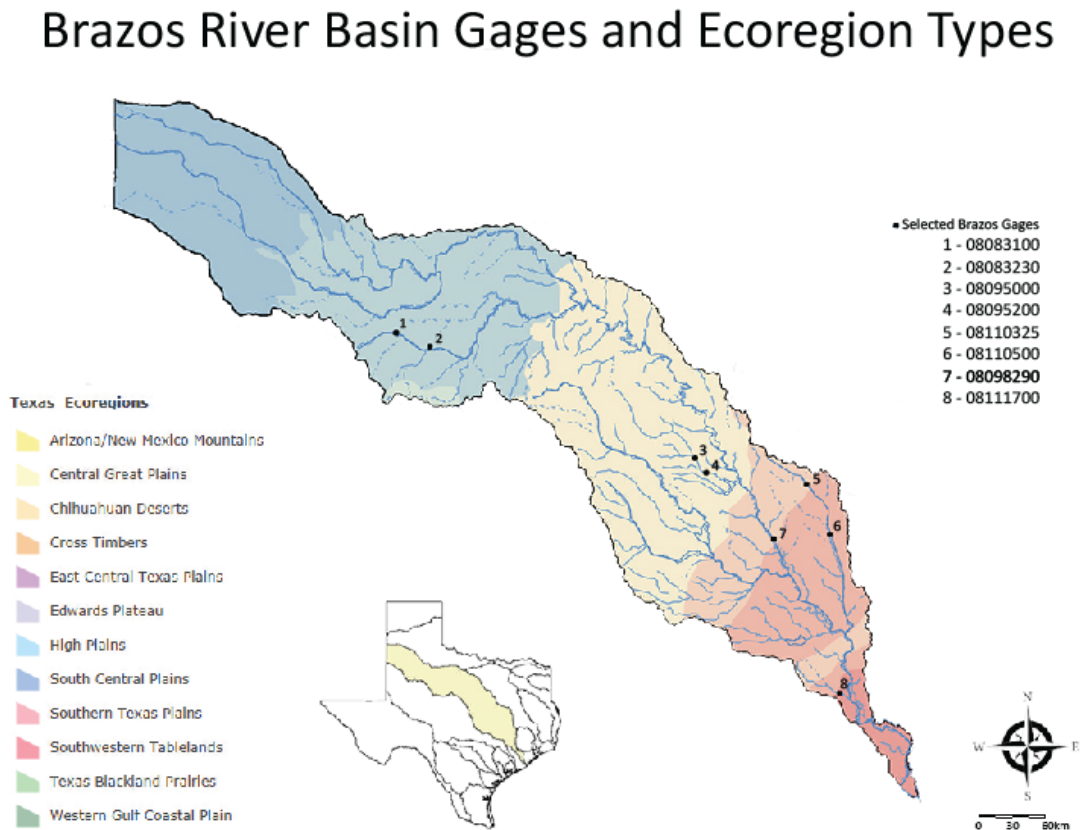 Brazos River Basin Gages and Ecoregion Types
Selected Brazos Gages
1 - 08083100
2 - 08083230
3 - 08095000
4 - 08095200
5 - 08110325
6 - 08110500
7 - 08098290
8 - 08111700
1
2
3
4
5
6
7
8
Texas Ecoregions
Arizona/New Mexico Mountains
Central Great Plains
Chihuahuan Deserts
Cross Timbers
East Central Texas Plains
Edwards Plateau
High Plains
South Central Plains
Southern Texas Plains
Southwestern Tablelands
Texas Blackland Prairies
Western Gulf Coastal Plain
N
W E
S
0 30 60km